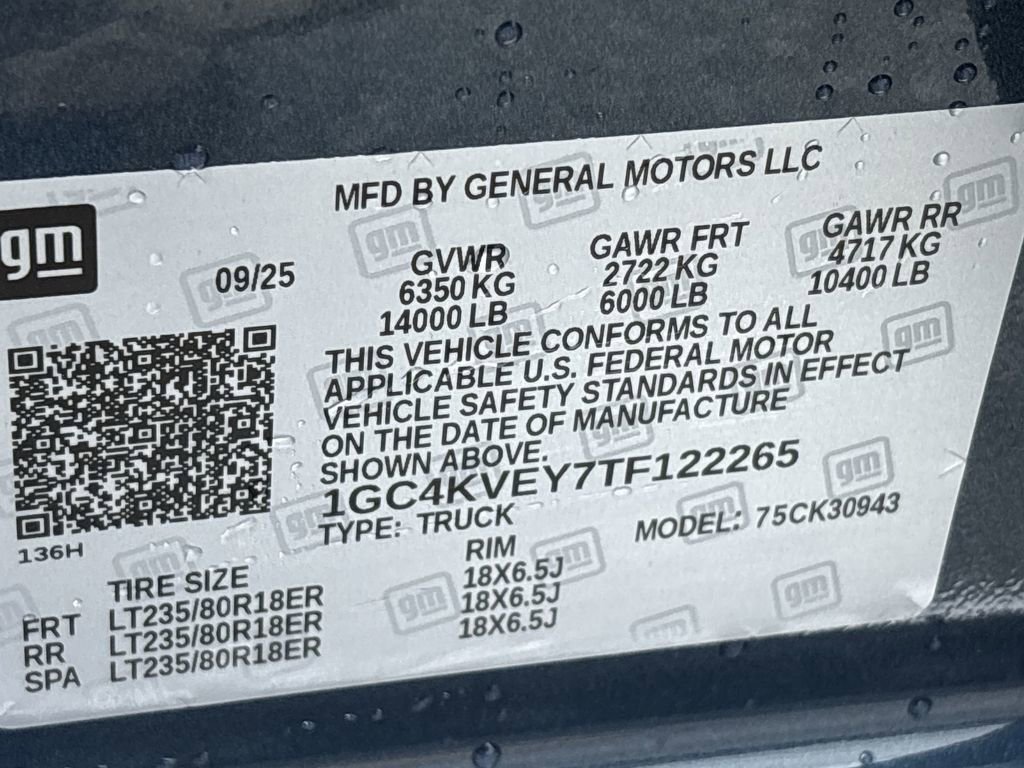 MFD BY GENERAL MOTORS LLC
gm
09/25
GVWR
6350 KG
14000 LB
GAWR FRT
2722 KG
6000 LB
GAWR RR
4717 KG
10400 LB
THIS VEHICLE CONFORMS TO ALL
APPLICABLE U.S. FEDERAL MOTOR
VEHICLE SAFETY STANDARDS IN EFFECT
ON THE DATE OF MANUFACTURE
SHOWN ABOVE.
1GC4KVEY7TF122265
TYPE: TRUCK
MODEL: 75CK30943
136H
TIRE SIZE RIM
FRT LT235/80R18ER 18X6.5J
RR LT235/80R18ER 18X6.5J
SPA LT235/80R18ER 18X6.5J